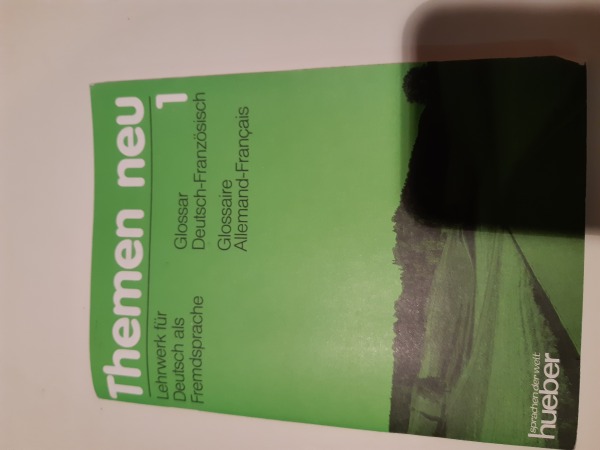 Themen neu
1
Lehrwerk für
Deutsch als
Fremdsprache
Glossar
Deutsch-Französisch
Glossaire
Allemand-Français
sprachen der welt
hueber